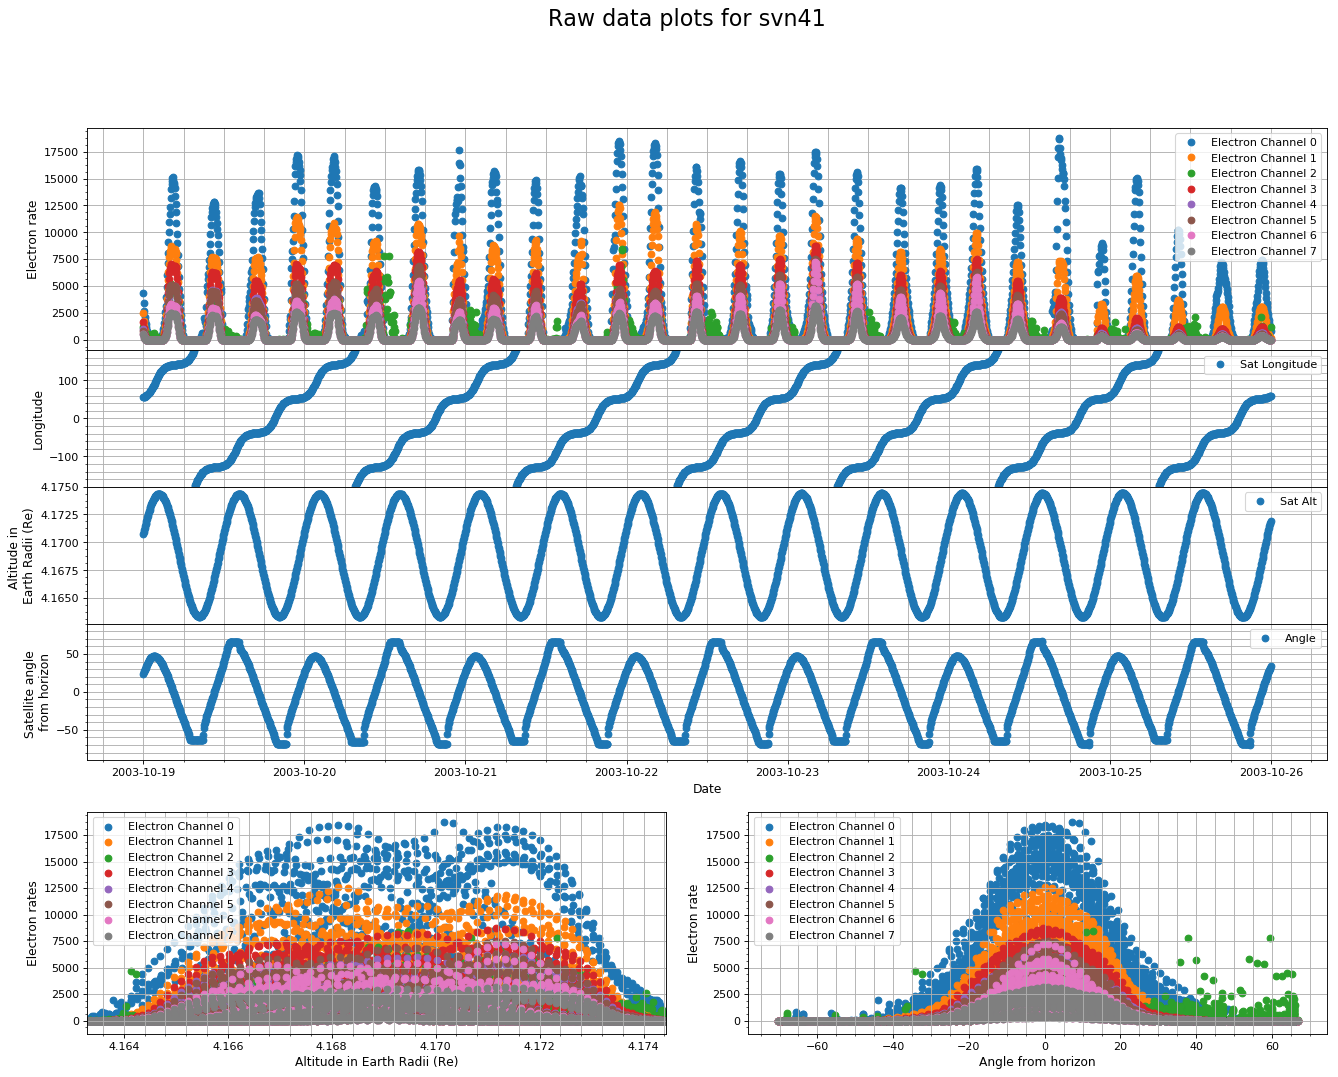 Raw data plots for svn41
Electron rate
17500
15000
12500
10000
7500
5000
2500
0
Electron Channel 0
Electron Channel 1
Electron Channel 2
Electron Channel 3
Electron Channel 4
Electron Channel 5
Electron Channel 6
Electron Channel 7
Longitude
100
0
−100
Sat Longitude
Altitude in
Earth Radii (Re)
4.1750
4.1725
4.1700
4.1675
4.1650
Sat Alt
Satellite angle
from horizon
50
0
−50
Angle
2003-10-19
2003-10-20
2003-10-21
2003-10-22
2003-10-23
2003-10-24
2003-10-25
2003-10-26
Date
Electron rates
17500
15000
12500
10000
7500
5000
2500
0
Electron Channel 0
Electron Channel 1
Electron Channel 2
Electron Channel 3
Electron Channel 4
Electron Channel 5
Electron Channel 6
Electron Channel 7
4.164
4.166
4.168
4.170
4.172
4.174
Altitude in Earth Radii (Re)
Electron rate
17500
15000
12500
10000
7500
5000
2500
0
Electron Channel 0
Electron Channel 1
Electron Channel 2
Electron Channel 3
Electron Channel 4
Electron Channel 5
Electron Channel 6
Electron Channel 7
−60
−40
−20
0
20
40
60
Angle from horizon